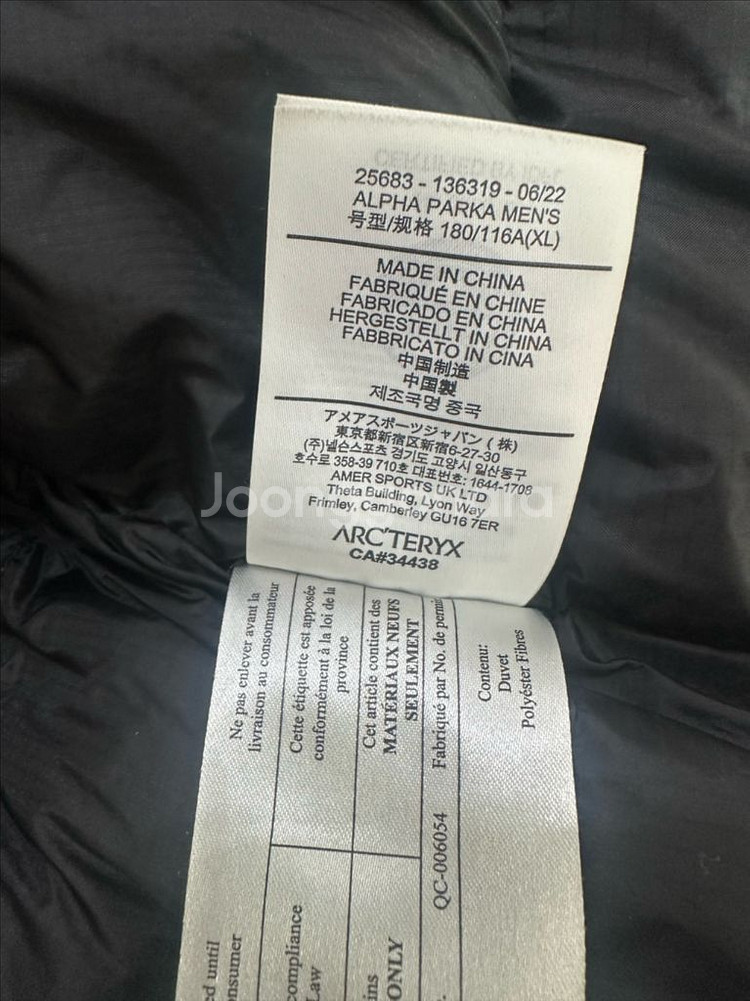 25683 - 136319 - 06/22
ALPHA PARKA MEN'S
号型/规格 180/116A(XL)
MADE IN CHINA
FABRIQUÉ EN CHINE
FABRICADO EN CHINA
HERGESTELLT IN CHINA
FABBRICATO IN CINA
中国制造
中國製
제조국명 중국
アメアスポーツジャパン (株)
東京都新宿区新宿6-27-30
(주)넬슨스포츠 경기도 고양시 일산동구
호수로 358-39 710호 대표번호: 1644-1708
AMER SPORTS UK LTD
Theta Building, Lyon Way
Frimley, Camberley GU16 7ER
ARC'TERYX
CA#34438
Ne pas enlever avant la
livraison au consommateur
Cette étiquette est apposée
conformément à la loi de la
province
Cet article contient des
MATÉRIAUX NEUFS
SEULEMENT
Fabriqué par No. de permis
QC-006054
Contenu:
Duvet
Polyéster Fibres